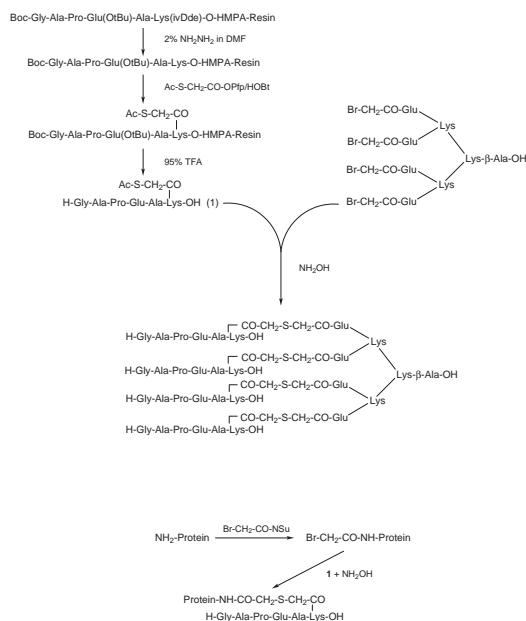 Boc-Gly-Ala-Pro-Glu(OtBu)-Ala-Lys(ivDde)-O-HMPA-Resin
2% NH2NH2 in DMF
Boc-Gly-Ala-Pro-Glu(OtBu)-Ala-Lys-O-HMPA-Resin
Ac-S-CH2-CO-OPfp/HOBt
Ac-S-CH2-CO
Boc-Gly-Ala-Pro-Glu(OtBu)-Ala-Lys-O-HMPA-Resin
95% TFA
Ac-S-CH2-CO
H-Gly-Ala-Pro-Glu-Ala-Lys-OH (1)
Br-CH2-CO-Glu
Lys
Br-CH2-CO-Glu
Lys-β-Ala-OH
Br-CH2-CO-Glu
Lys
Br-CH2-CO-Glu
NH2OH
CO-CH2-S-CH2-CO-Glu
H-Gly-Ala-Pro-Glu-Ala-Lys-OH
Lys
CO-CH2-S-CH2-CO-Glu
H-Gly-Ala-Pro-Glu-Ala-Lys-OH
Lys-β-Ala-OH
CO-CH2-S-CH2-CO-Glu
H-Gly-Ala-Pro-Glu-Ala-Lys-OH
Lys
CO-CH2-S-CH2-CO-Glu
H-Gly-Ala-Pro-Glu-Ala-Lys-OH
NH2-Protein
Br-CH2-CO-NSu
Br-CH2-CO-NH-Protein
1 + NH2OH
Protein-NH-CO-CH2-S-CH2-CO
H-Gly-Ala-Pro-Glu-Ala-Lys-OH